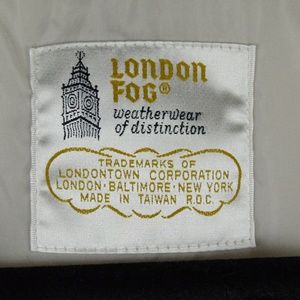 LONDON
FOG®
weatherwear
of distinction
TRADEMARKS OF
LONDONTOWN CORPORATION
LONDON · BALTIMORE · NEW YORK
MADE IN TAIWAN R.O.C.